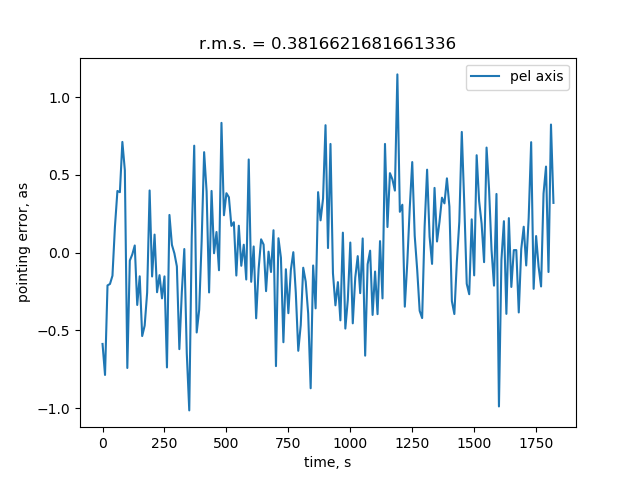 r.m.s. = 0.3816621681661336
pel axis
pointing error, as
1.0
0.5
0.0
−0.5
−1.0
0 250 500 750 1000 1250 1500 1750
time, s